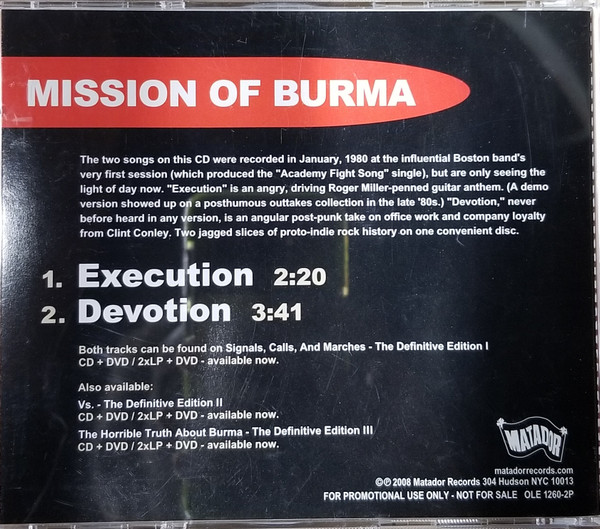 MISSION OF BURMA
The two songs on this CD were recorded in January, 1980 at the influential Boston band's
very first session (which produced the "Academy Fight Song" single), but are only seeing the
light of day now. "Execution" is an angry, driving Roger Miller-penned guitar anthem. (A demo
version showed up on a posthumous outtakes collection in the late '80s.) "Devotion," never
before heard in any version, is an angular post-punk take on office work and company loyalty
from Clint Conley. Two jagged slices of proto-indie rock history on one convenient disc.
1. Execution 2:20
2. Devotion 3:41
Both tracks can be found on Signals, Calls, And Marches - The Definitive Edition I
CD + DVD / 2xLP + DVD - available now.
Also available:
Vs. - The Definitive Edition II
CD + DVD / 2xLP + DVD - available now.
The Horrible Truth About Burma - The Definitive Edition III
CD + DVD / 2xLP + DVD - available now.
MATADOR
matadorrecords.com
©℗ 2008 Matador Records 304 Hudson NYC 10013
FOR PROMOTIONAL USE ONLY - NOT FOR SALE OLE 1260-2P